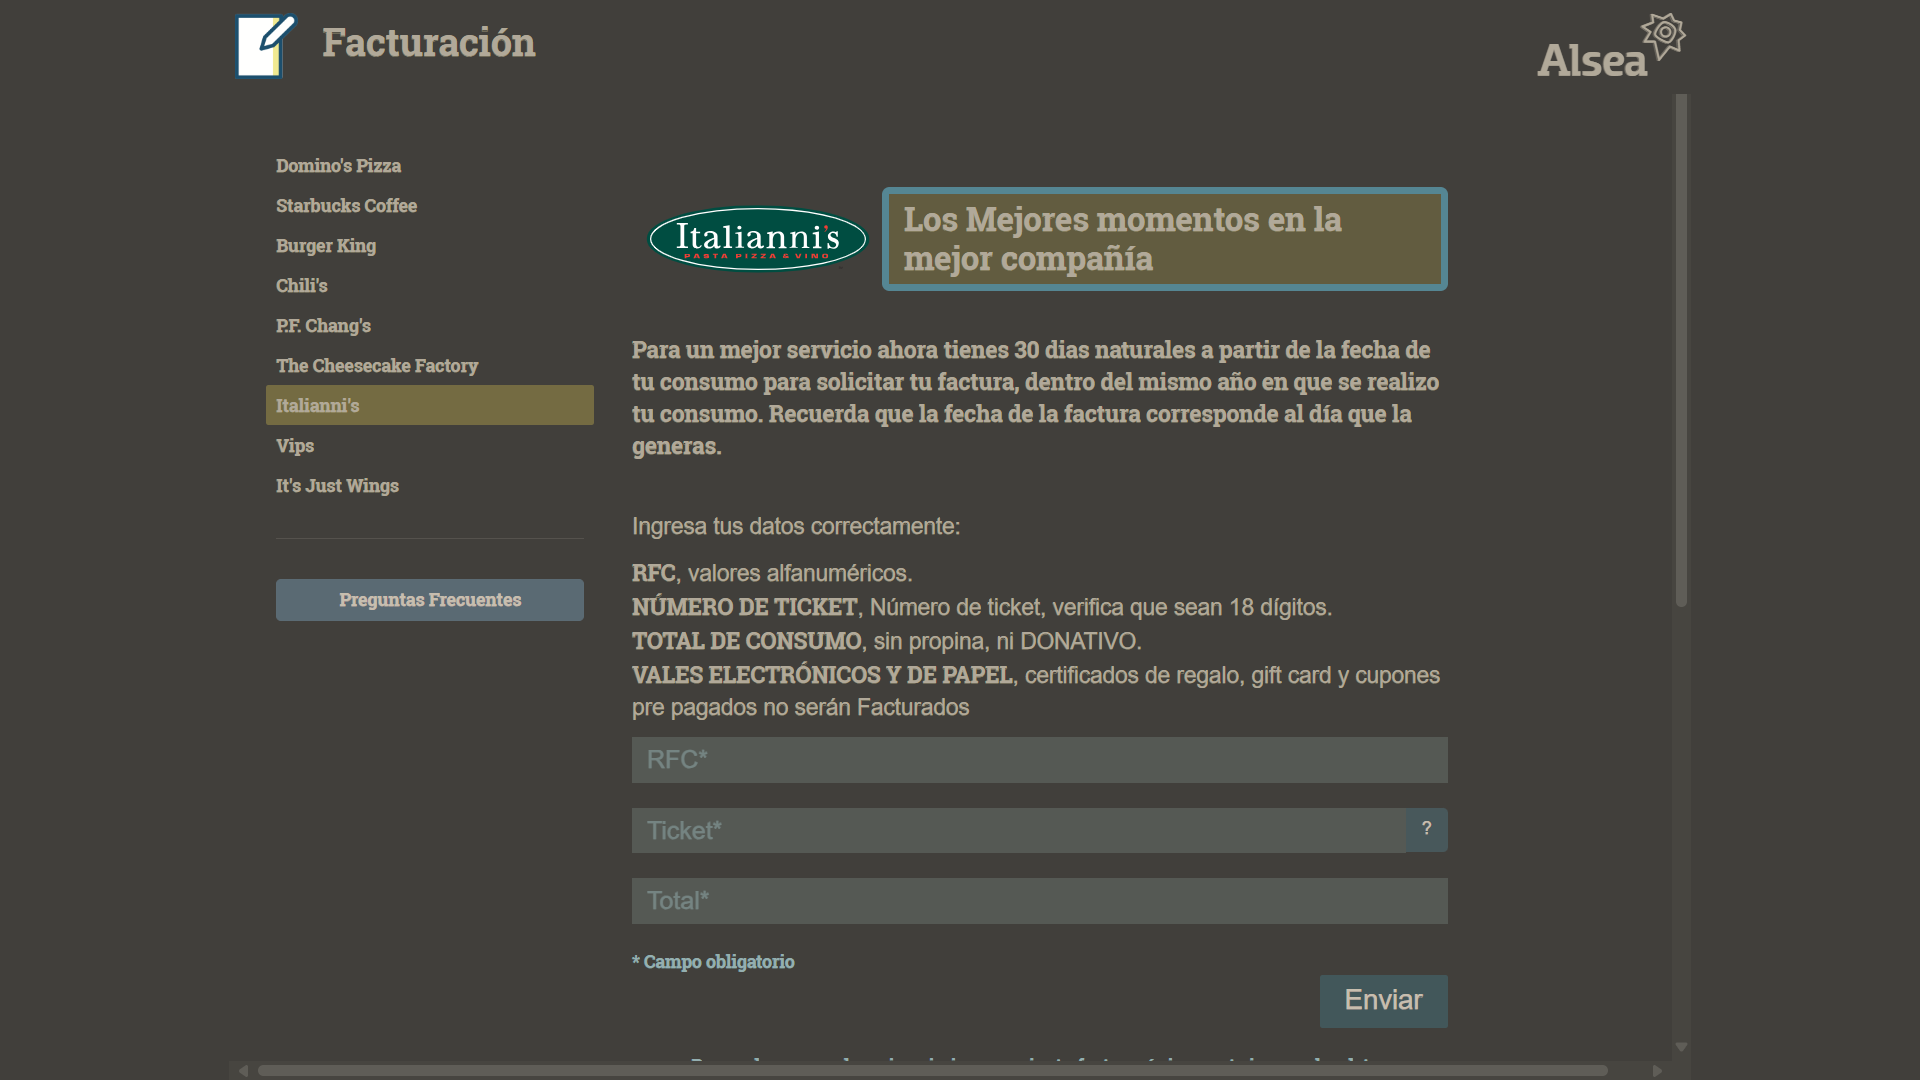 Facturación
Alsea
Domino's Pizza
Starbucks Coffee
Burger King
Chili's
P.F. Chang's
The Cheesecake Factory
Italianni's
Vips
It's Just Wings
Preguntas Frecuentes
Italianni's
PASTA PIZZA & VINO
Los Mejores momentos en la
mejor compañía
Para un mejor servicio ahora tienes 30 dias naturales a partir de la fecha de
tu consumo para solicitar tu factura, dentro del mismo año en que se realizo
tu consumo. Recuerda que la fecha de la factura corresponde al día que la
generas.
Ingresa tus datos correctamente:
RFC, valores alfanuméricos.
NÚMERO DE TICKET, Número de ticket, verifica que sean 18 dígitos.
TOTAL DE CONSUMO, sin propina, ni DONATIVO.
VALES ELECTRÓNICOS Y DE PAPEL, certificados de regalo, gift card y cupones
pre pagados no serán Facturados
RFC*
Ticket*
?
Total*
* Campo obligatorio
Enviar